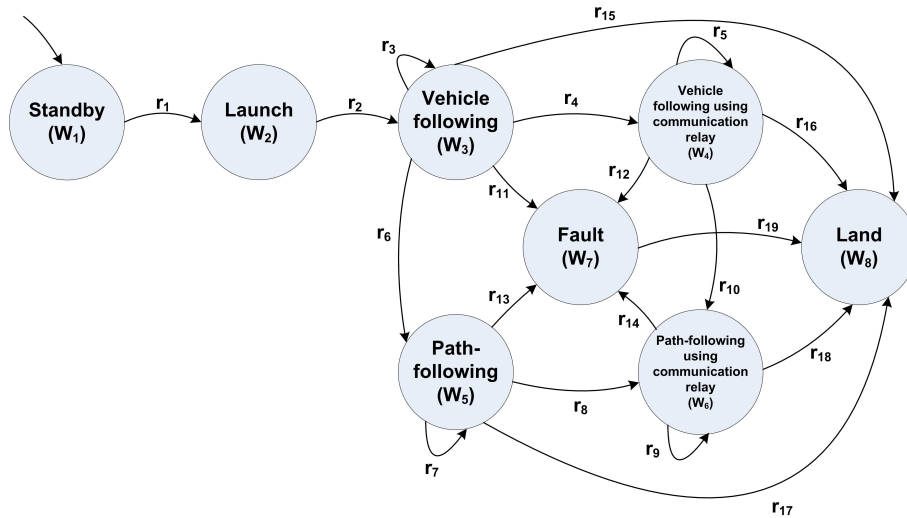 r15
r5
r3
Standby
(W1)
r1
Launch
(W2)
r2
Vehicle
following
(W3)
r4
Vehicle
following using
communication
relay
(W4)
r16
r12
r11
r6
Fault
(W7)
r19
Land
(W8)
r10
r13
r14
Path-
following
(W5)
r8
Path-following
using
communication
relay
(W6)
r18
r7
r9
r17